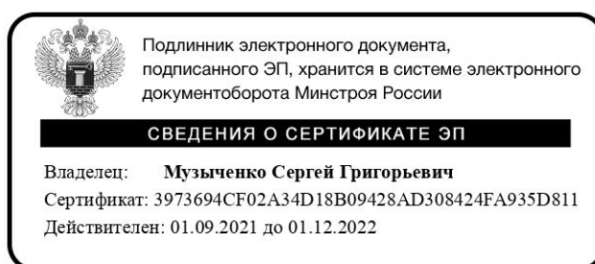 Подлинник электронного документа,
подписанного ЭП, хранится в системе электронного
документоборота Минстроя России
СВЕДЕНИЯ О СЕРТИФИКАТЕ ЭП
Владелец: Музыченко Сергей Григорьевич
Сертификат: 3973694CF02A34D18B09428AD308424FA935D811
Действителен: 01.09.2021 до 01.12.2022